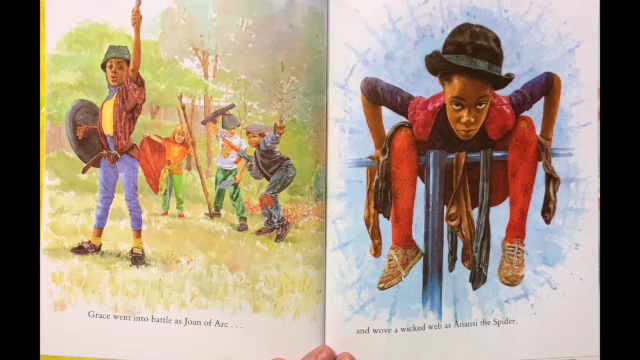 Grace went into battle as Joan of Arc . . .
and wove a wicked web as Anansi the Spider.